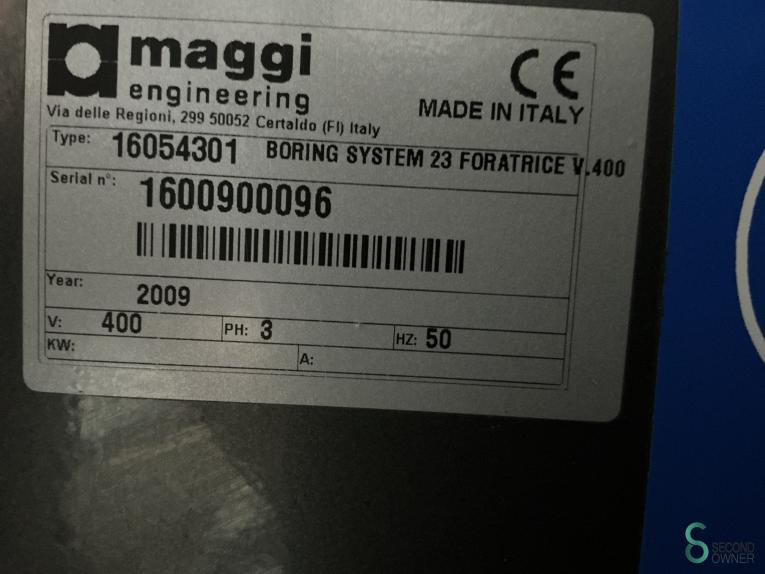 maggi
engineering
Via delle Regioni, 299 50052 Certaldo (FI) Italy
CE
MADE IN ITALY
Type: 16054301 BORING SYSTEM 23 FORATRICE V.400
Serial n°: 1600900096
Year: 2009
V: 400 PH: 3 HZ: 50
KW: A:
SECOND
OWNER